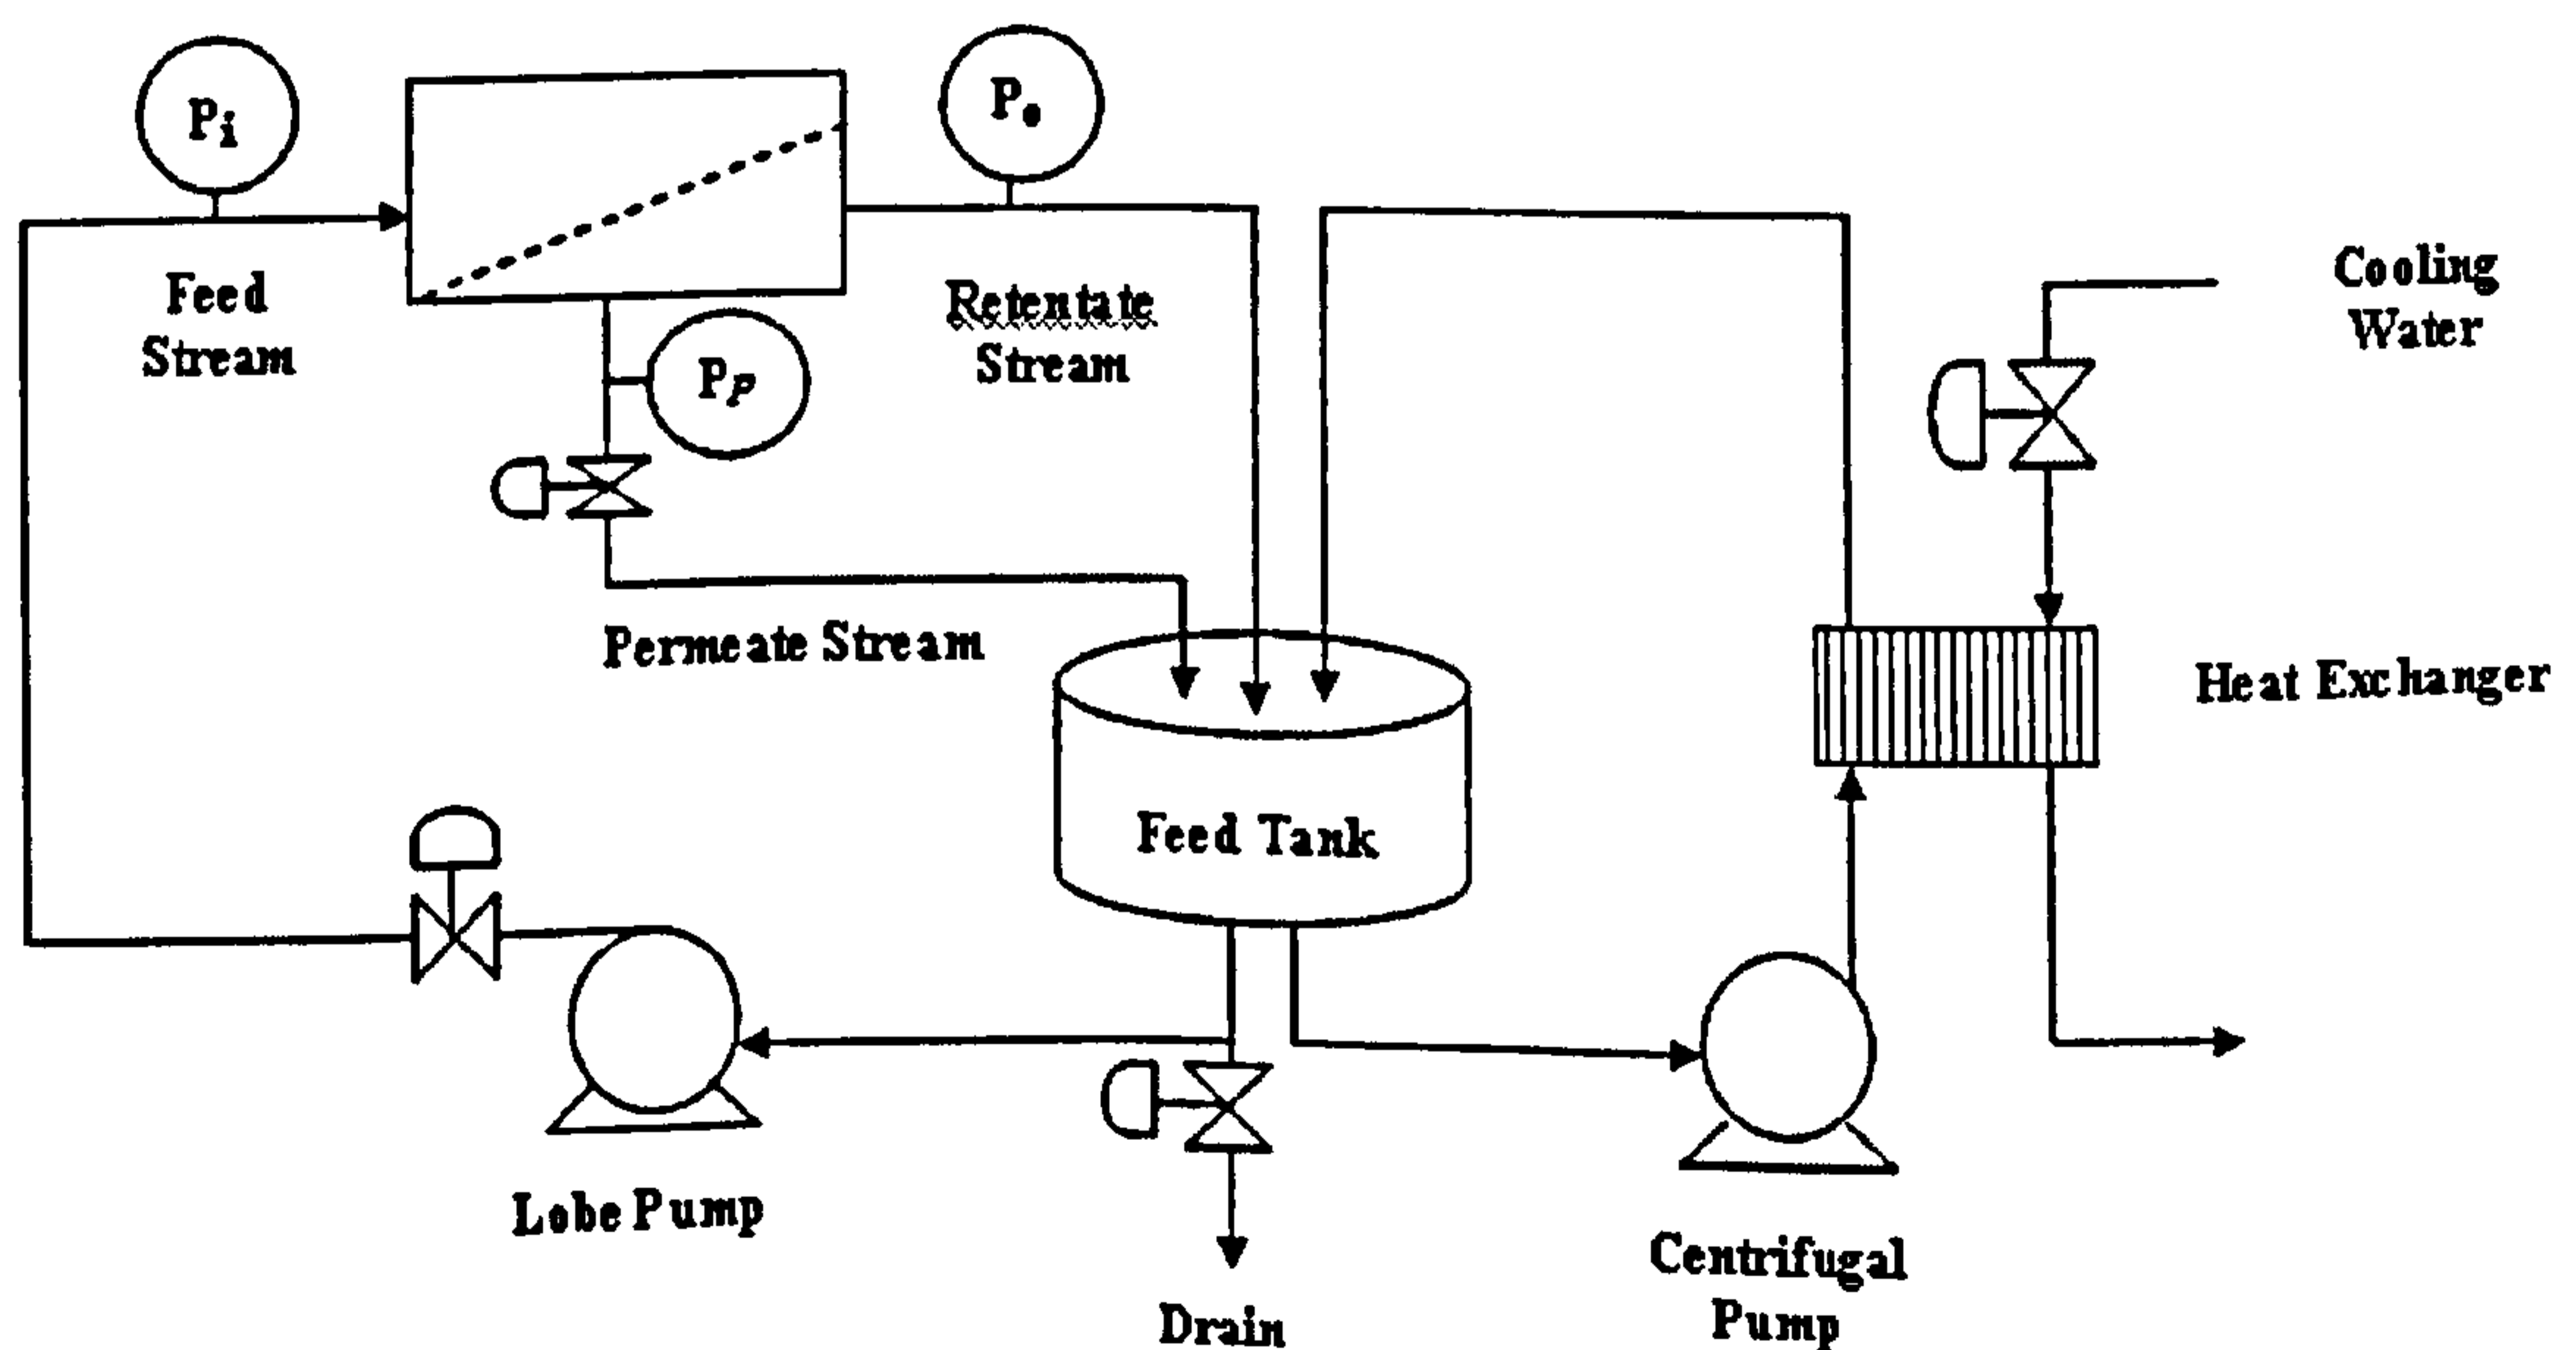 Pi
Po
Feed
Stream
Retentate
Stream
PP
Cooling
Water
Permeate Stream
Heat Exchanger
Feed Tank
Lobe Pump
Centrifugal
Pump
Drain